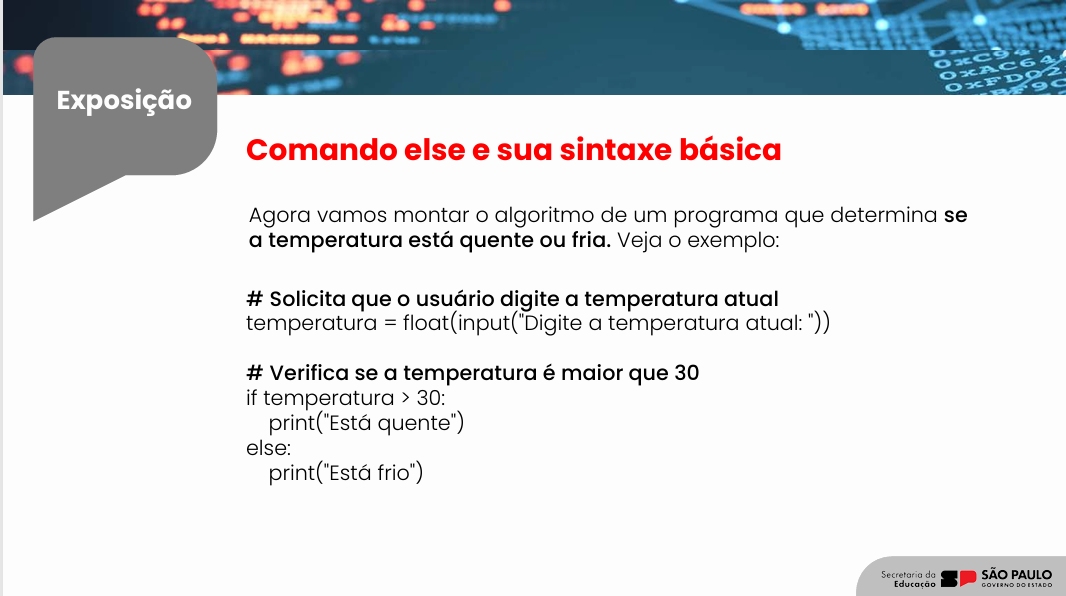 Exposição
Comando else e sua sintaxe básica
Agora vamos montar o algoritmo de um programa que determina se
a temperatura está quente ou fria. Veja o exemplo:
# Solicita que o usuário digite a temperatura atual
temperatura = float(input("Digite a temperatura atual: "))
# Verifica se a temperatura é maior que 30
if temperatura > 30:
    print("Está quente")
else:
    print("Está frio")
Secretaria da
Educação
SÃO PAULO
GOVERNO DO ESTADO